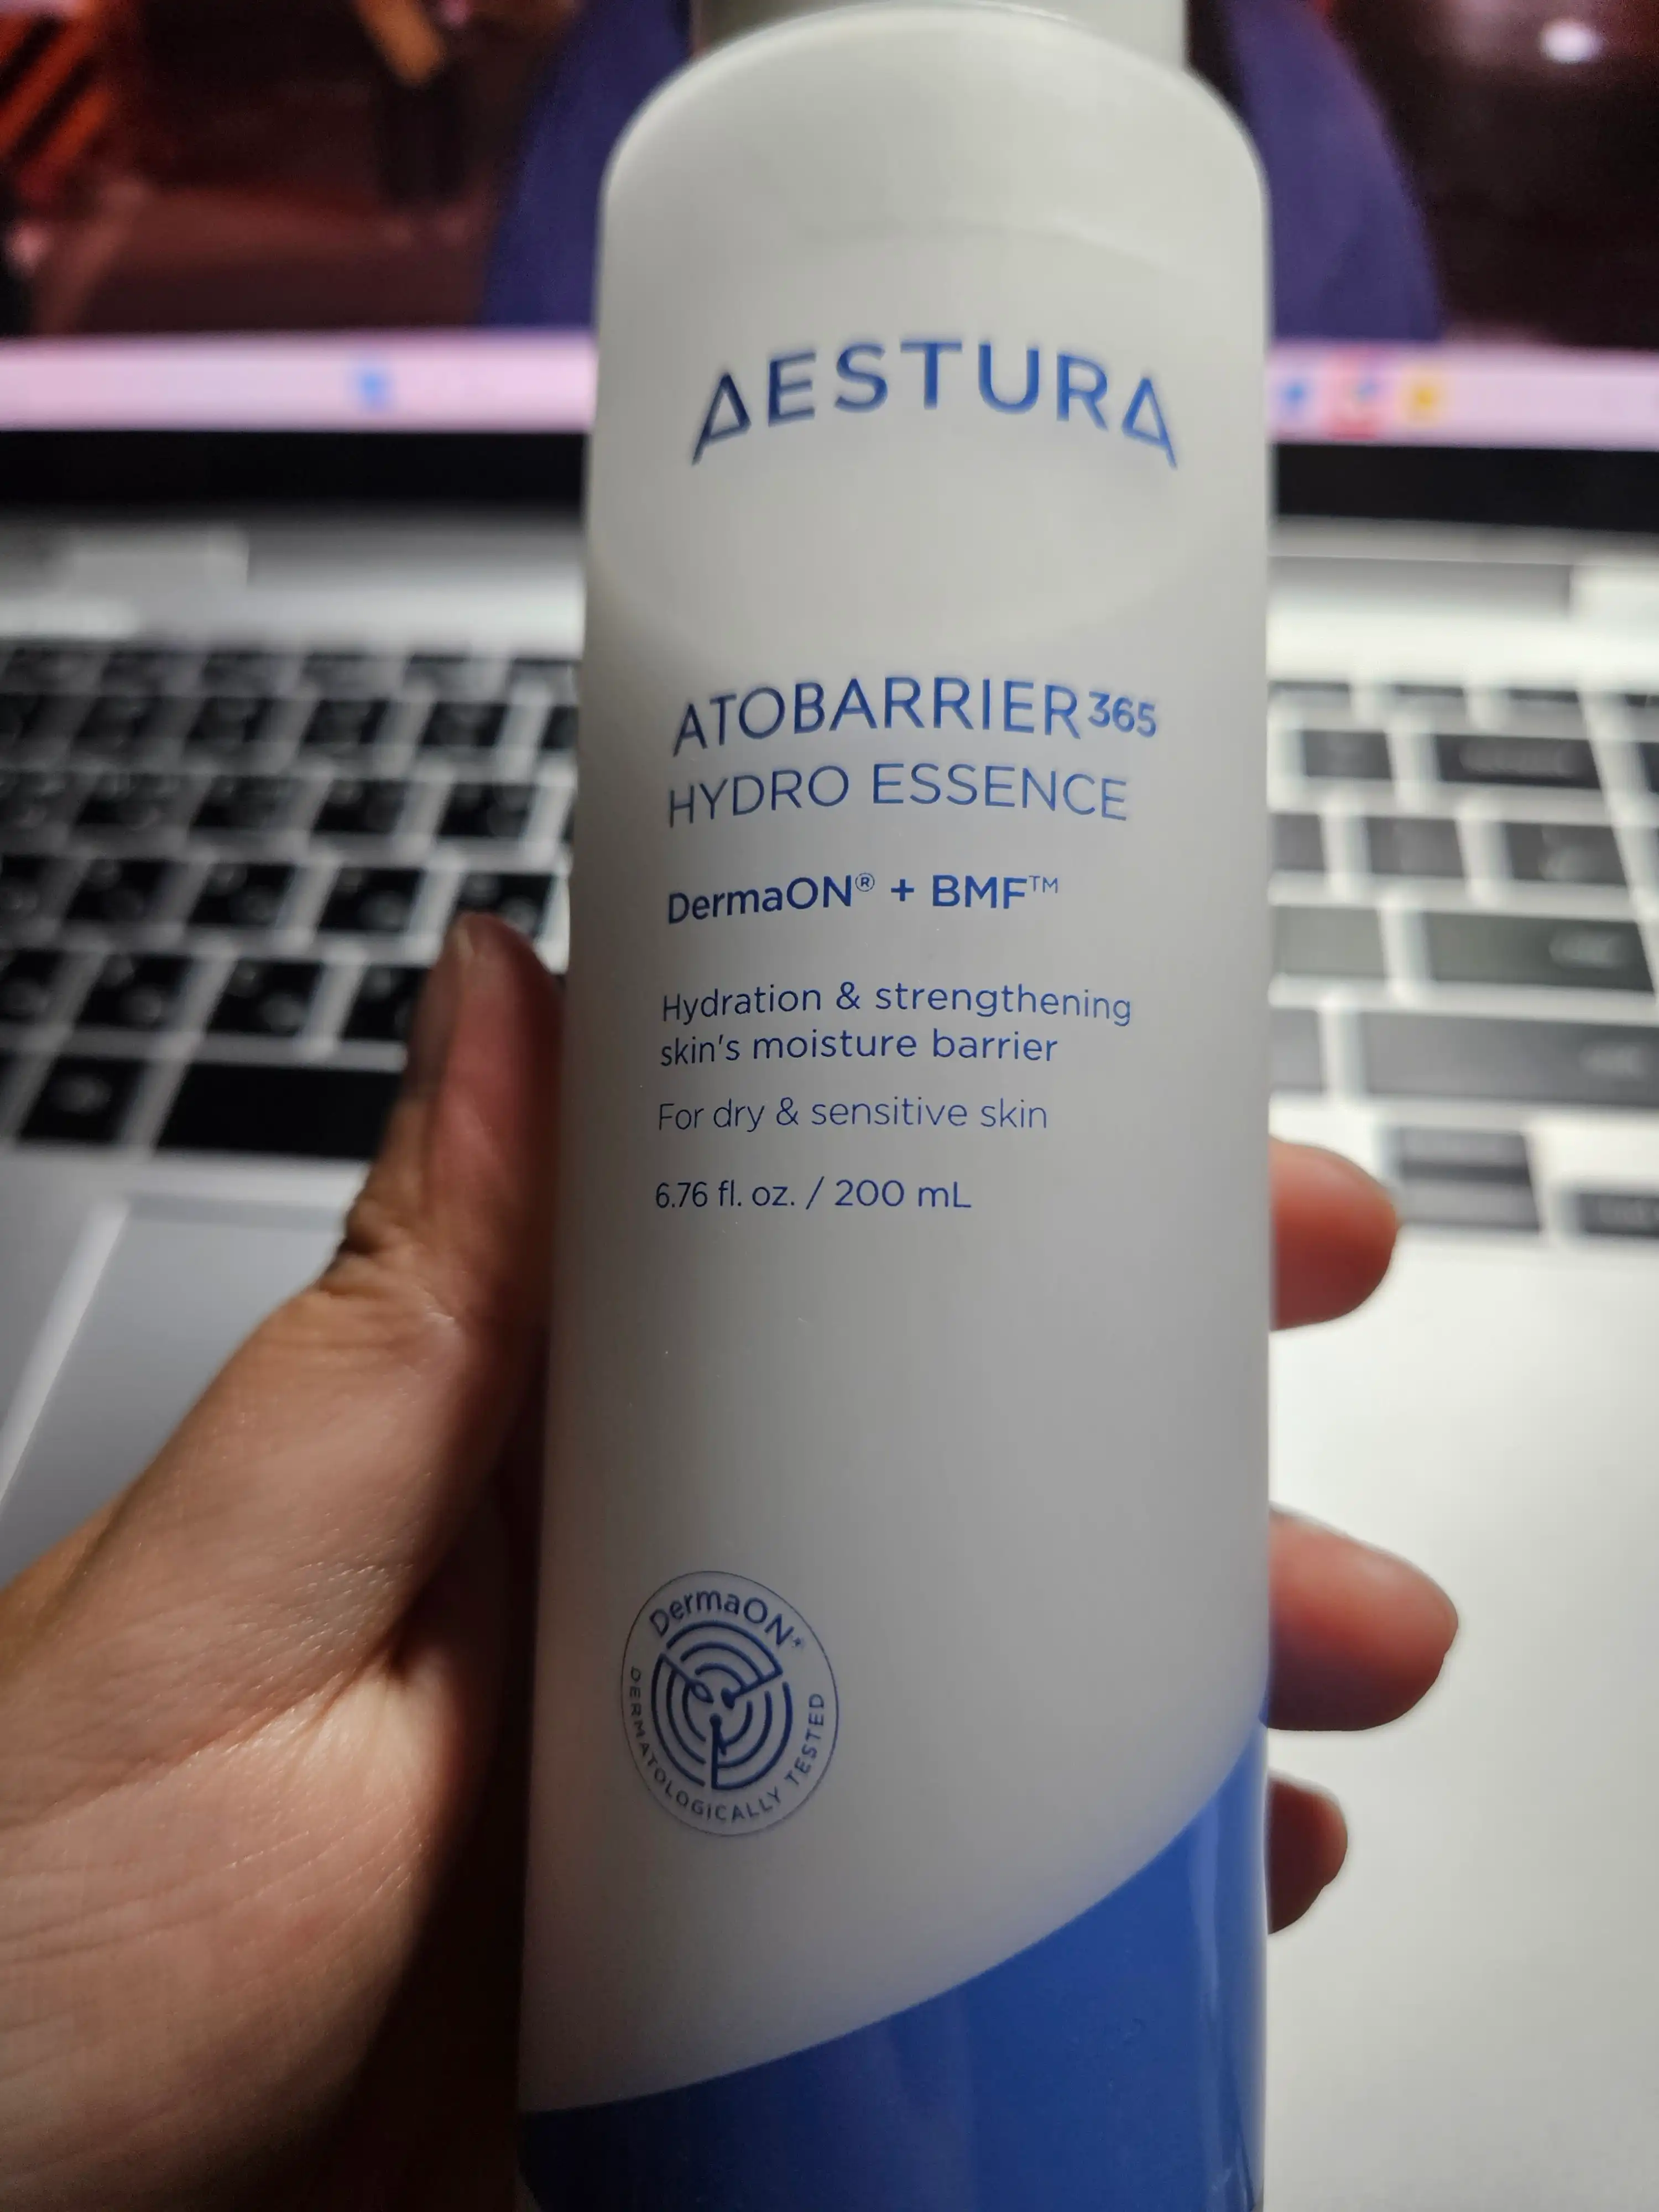 AESTURA
ATOBARRIER365
HYDRO ESSENCE
DermaON® + BMF™
Hydration & strengthening
skin's moisture barrier
For dry & sensitive skin
6.76 fl. oz. / 200 mL
DermaON®
DERMATOLOGICALLY TESTED